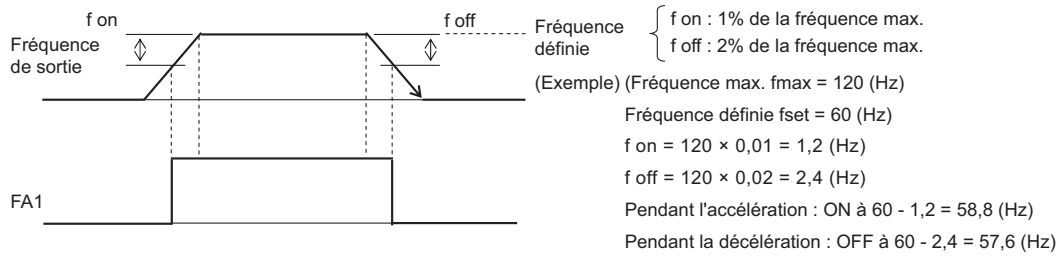 f on
f off
Fréquence
de sortie
Fréquence
définie
f on : 1% de la fréquence max.
f off : 2% de la fréquence max.
(Exemple) (Fréquence max. fmax = 120 (Hz)
Fréquence définie fset = 60 (Hz)
f on = 120 × 0,01 = 1,2 (Hz)
f off = 120 × 0,02 = 2,4 (Hz)
Pendant l'accélération : ON à 60 - 1,2 = 58,8 (Hz)
Pendant la décélération : OFF à 60 - 2,4 = 57,6 (Hz)
FA1